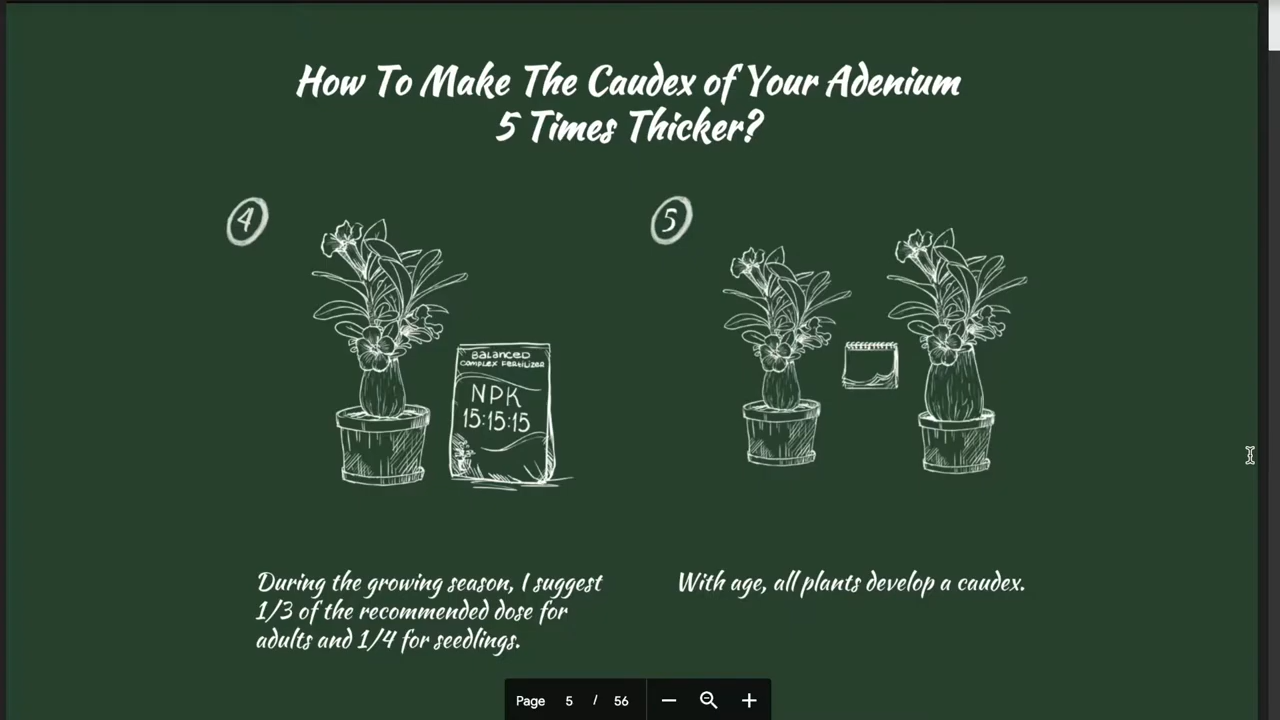 How To Make The Caudex of Your Adenium
5 Times Thicker?
4
5
BALANCED
COMPLEX FERTILIZER
NPK
15:15:15
During the growing season, I suggest
1/3 of the recommended dose for
adults and 1/4 for seedlings.
With age, all plants develop a caudex.
Page 5 / 56